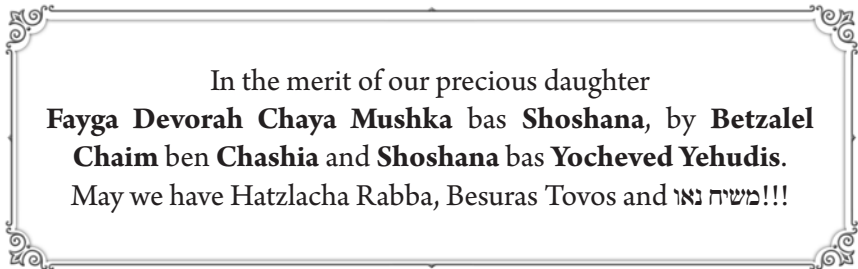 In the merit of our precious daughter
Fayga Devorah Chaya Mushka bas Shoshana, by Betzalel
Chaim ben Chashia and Shoshana bas Yocheved Yehudis.
May we have Hatzlacha Rabba, Besuras Tovos and משיח נאו!!!